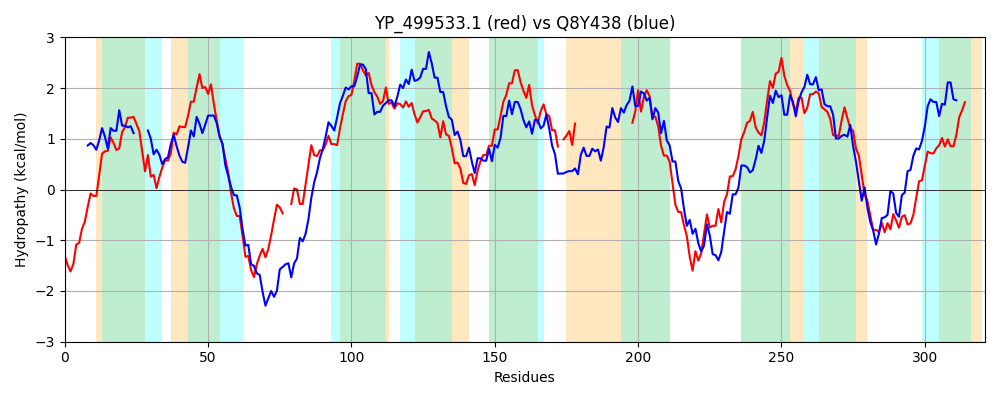 YP_499533.1 (red) vs Q8Y438 (blue)
Hydropathy (kcal/mol)
3
2
1
0
−1
−2
−3
0 50 100 150 200 250 300
Residues